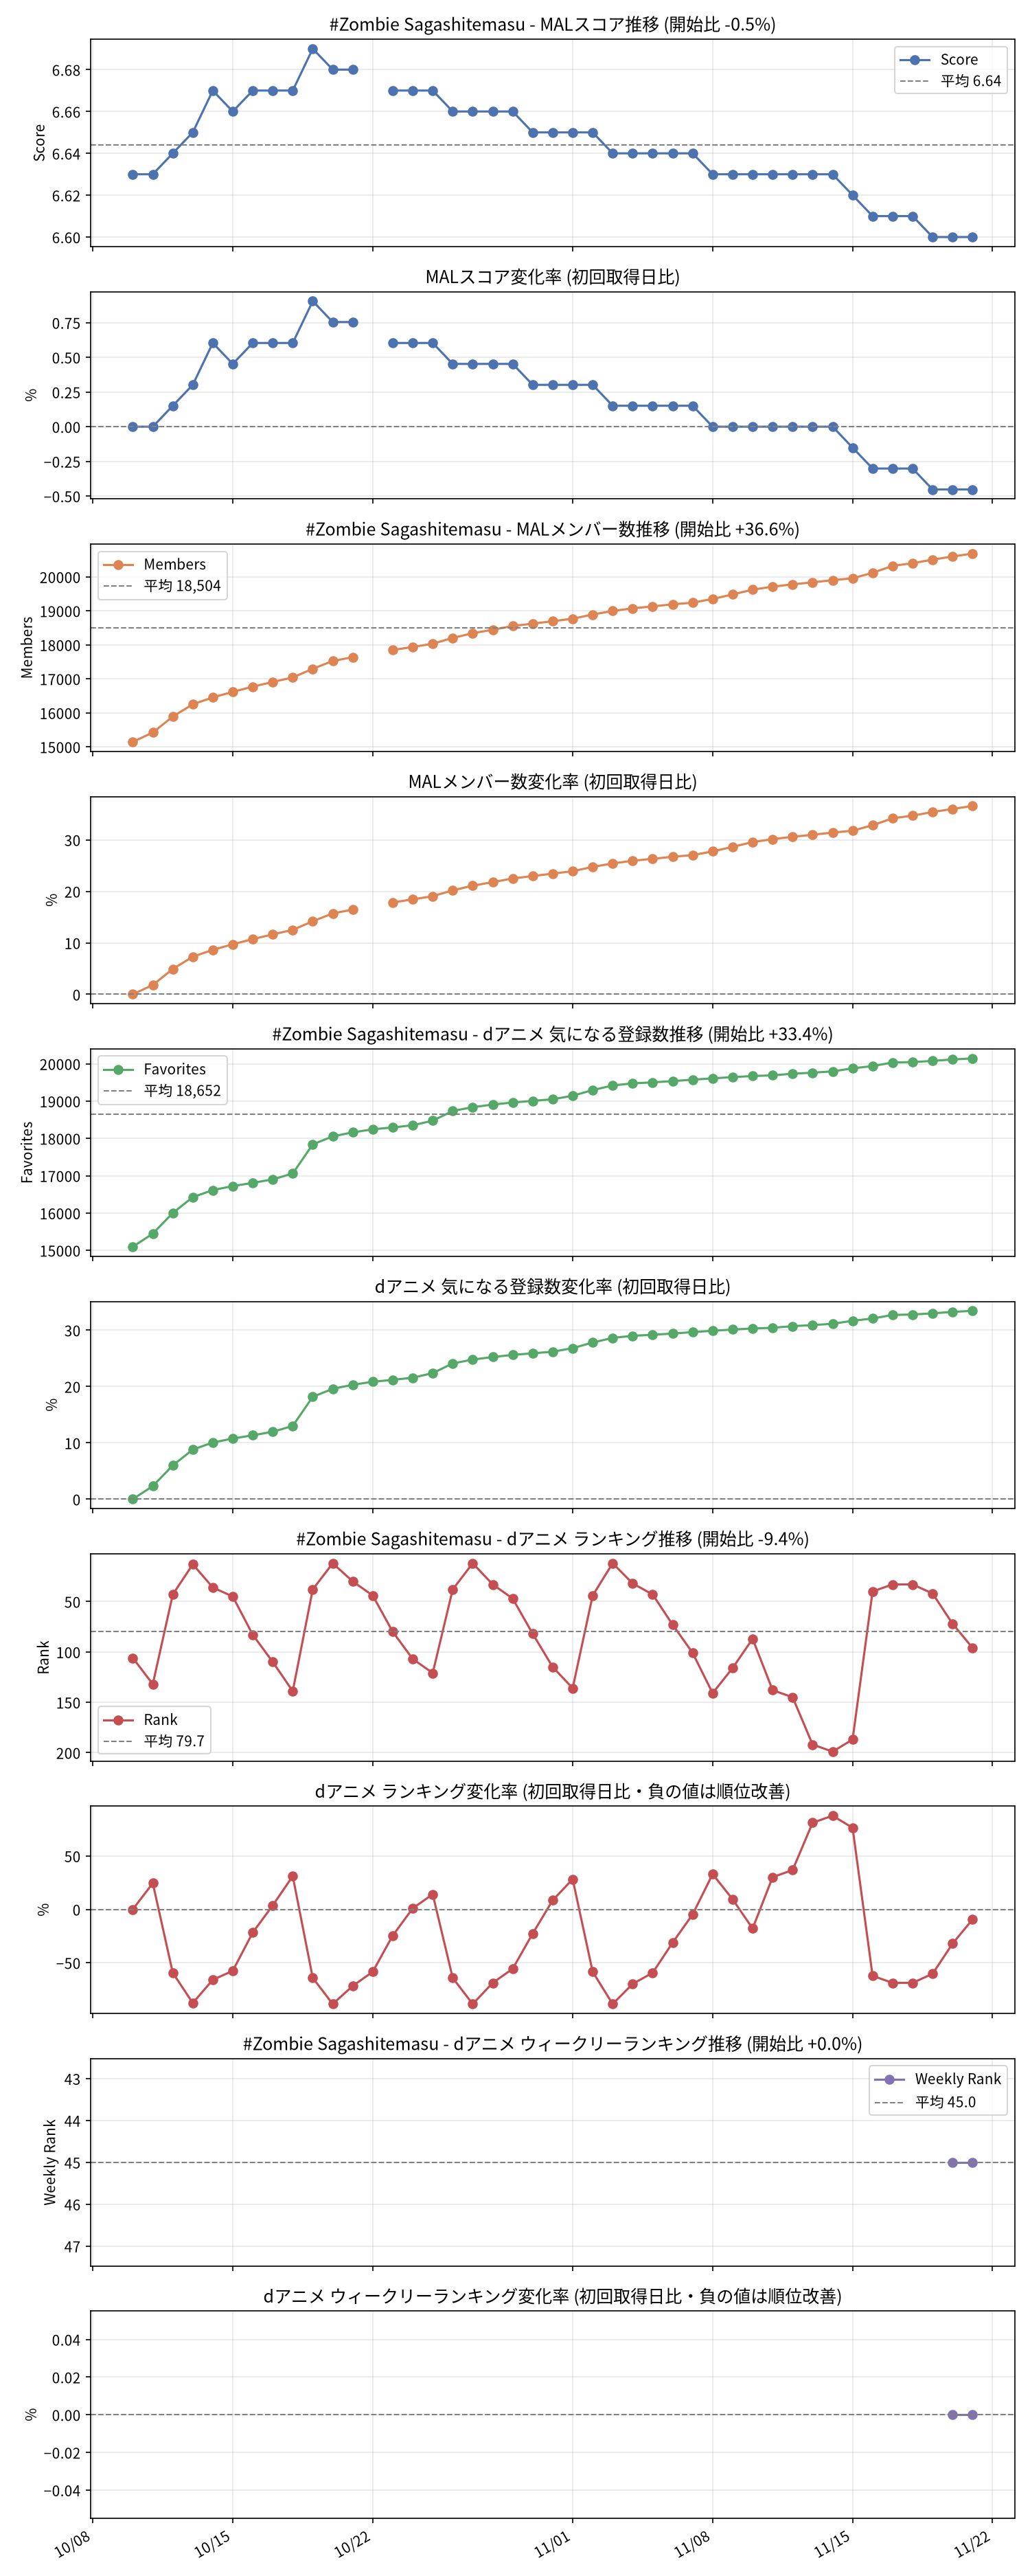 #Zombie Sagashitemasu - MALスコア推移 (開始比 -0.5%)
Score
6.68
6.66
6.64
6.62
6.60
Score
平均 6.64
MALスコア変化率 (初回取得日比)
%
0.75
0.50
0.25
0.00
−0.25
−0.50
#Zombie Sagashitemasu - MALメンバー数推移 (開始比 +36.6%)
Members
20000
19000
18000
17000
16000
15000
Members
平均 18,504
MALメンバー数変化率 (初回取得日比)
%
30
20
10
0
#Zombie Sagashitemasu - dアニメ 気になる登録数推移 (開始比 +33.4%)
Favorites
20000
19000
18000
17000
16000
15000
Favorites
平均 18,652
dアニメ 気になる登録数変化率 (初回取得日比)
%
30
20
10
0
#Zombie Sagashitemasu - dアニメ ランキング推移 (開始比 -9.4%)
Rank
50
100
150
200
Rank
平均 79.7
dアニメ ランキング変化率 (初回取得日比・負の値は順位改善)
%
50
0
−50
#Zombie Sagashitemasu - dアニメ ウィークリーランキング推移 (開始比 +0.0%)
Weekly Rank
43
44
45
46
47
Weekly Rank
平均 45.0
dアニメ ウィークリーランキング変化率 (初回取得日比・負の値は順位改善)
%
0.04
0.02
0.00
−0.02
−0.04
10/08
10/15
10/22
11/01
11/08
11/15
11/22